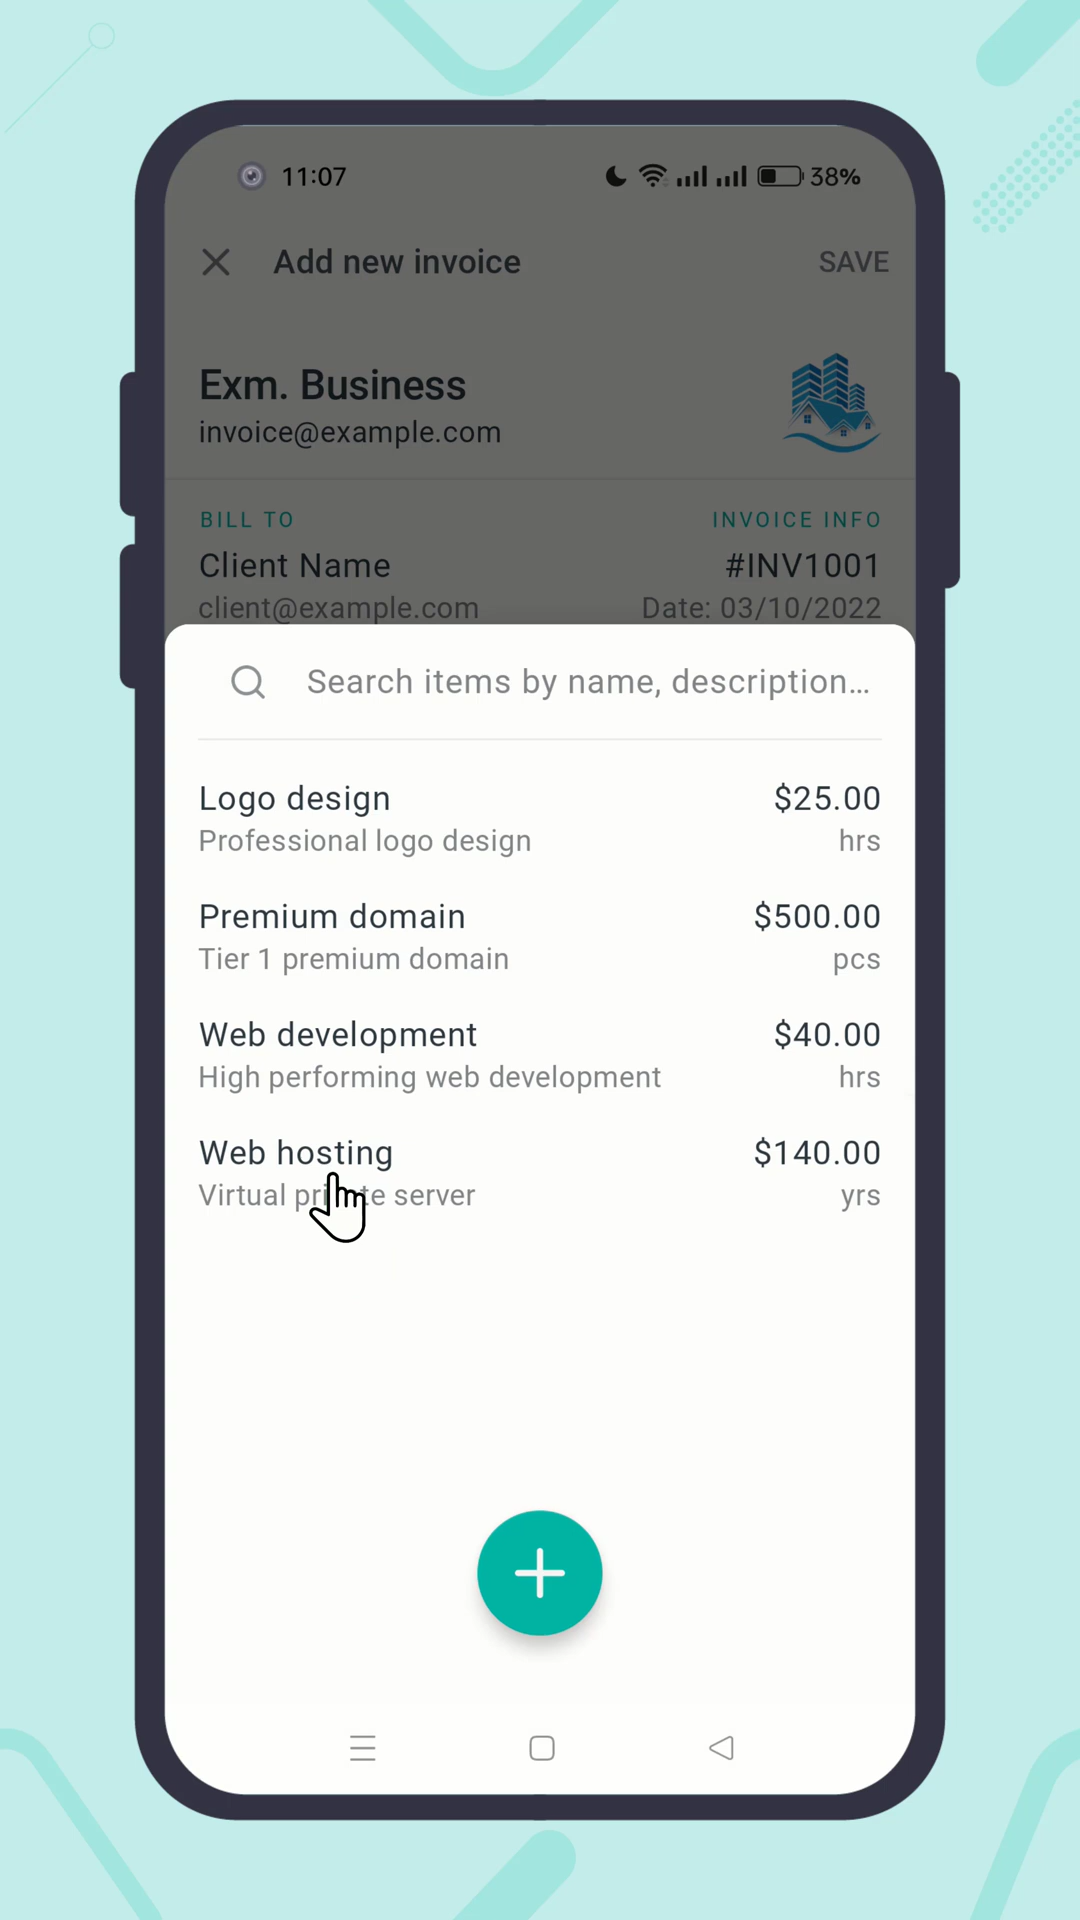 11:07
38%
Add new invoice
SAVE
Exm. Business
invoice@example.com
BILL TO
INVOICE INFO
Client Name
#INV1001
client@example.com
Date: 03/10/2022
Search items by name, description...
Logo design
$25.00
Professional logo design
hrs
Premium domain
$500.00
Tier 1 premium domain
pcs
Web development
$40.00
High performing web development
hrs
Web hosting
$140.00
Virtual private server
yrs